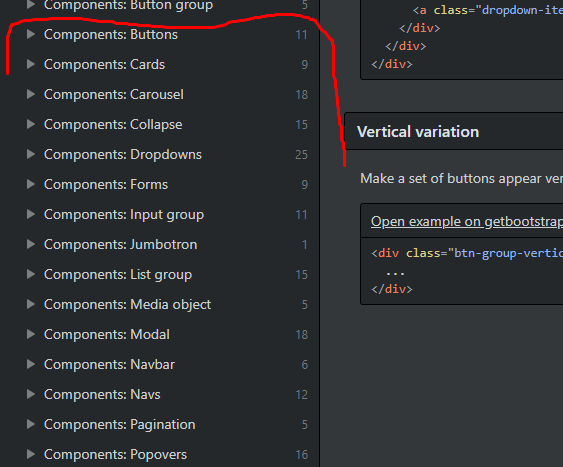 Components: Button group 5
Components: Buttons 11
Components: Cards 9
Components: Carousel 18
Components: Collapse 15
Components: Dropdowns 25
Components: Forms 9
Components: Input group 11
Components: Jumbotron 1
Components: List group 15
Components: Media object 5
Components: Modal 18
Components: Navbar 6
Components: Navs 12
Components: Pagination 5
Components: Popovers 16
<a class="dropdown-ite
</div>
</div>
</div>
Vertical variation
Make a set of buttons appear ver
Open example on getbootstrap
<div class="btn-group-vertic
...
</div>